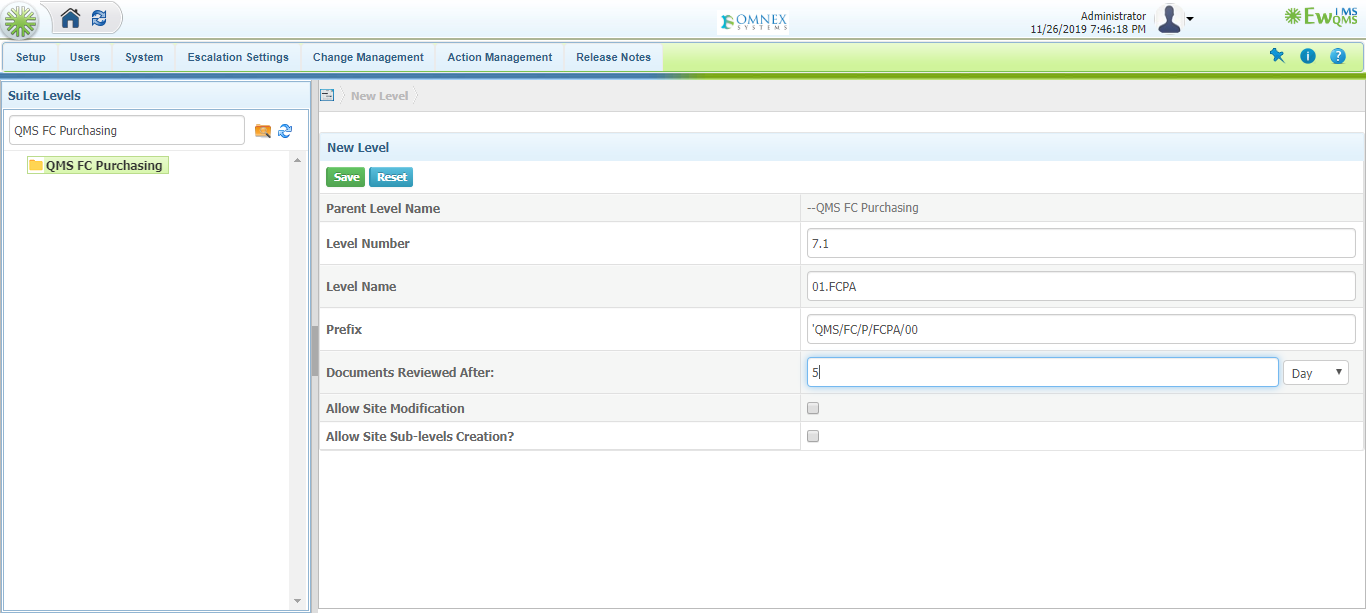 OMNEX
SYSTEMS
Administrator
11/26/2019 7:46:18 PM
EwIMS
QMS
Setup Users System Escalation Settings Change Management Action Management Release Notes
Suite Levels
QMS FC Purchasing
QMS FC Purchasing
New Level
New Level
Save Reset
Parent Level Name --QMS FC Purchasing
Level Number 7.1
Level Name 01.FCPA
Prefix 'QMS/FC/P/FCPA/00
Documents Reviewed After: 5 Day
Allow Site Modification
Allow Site Sub-levels Creation?